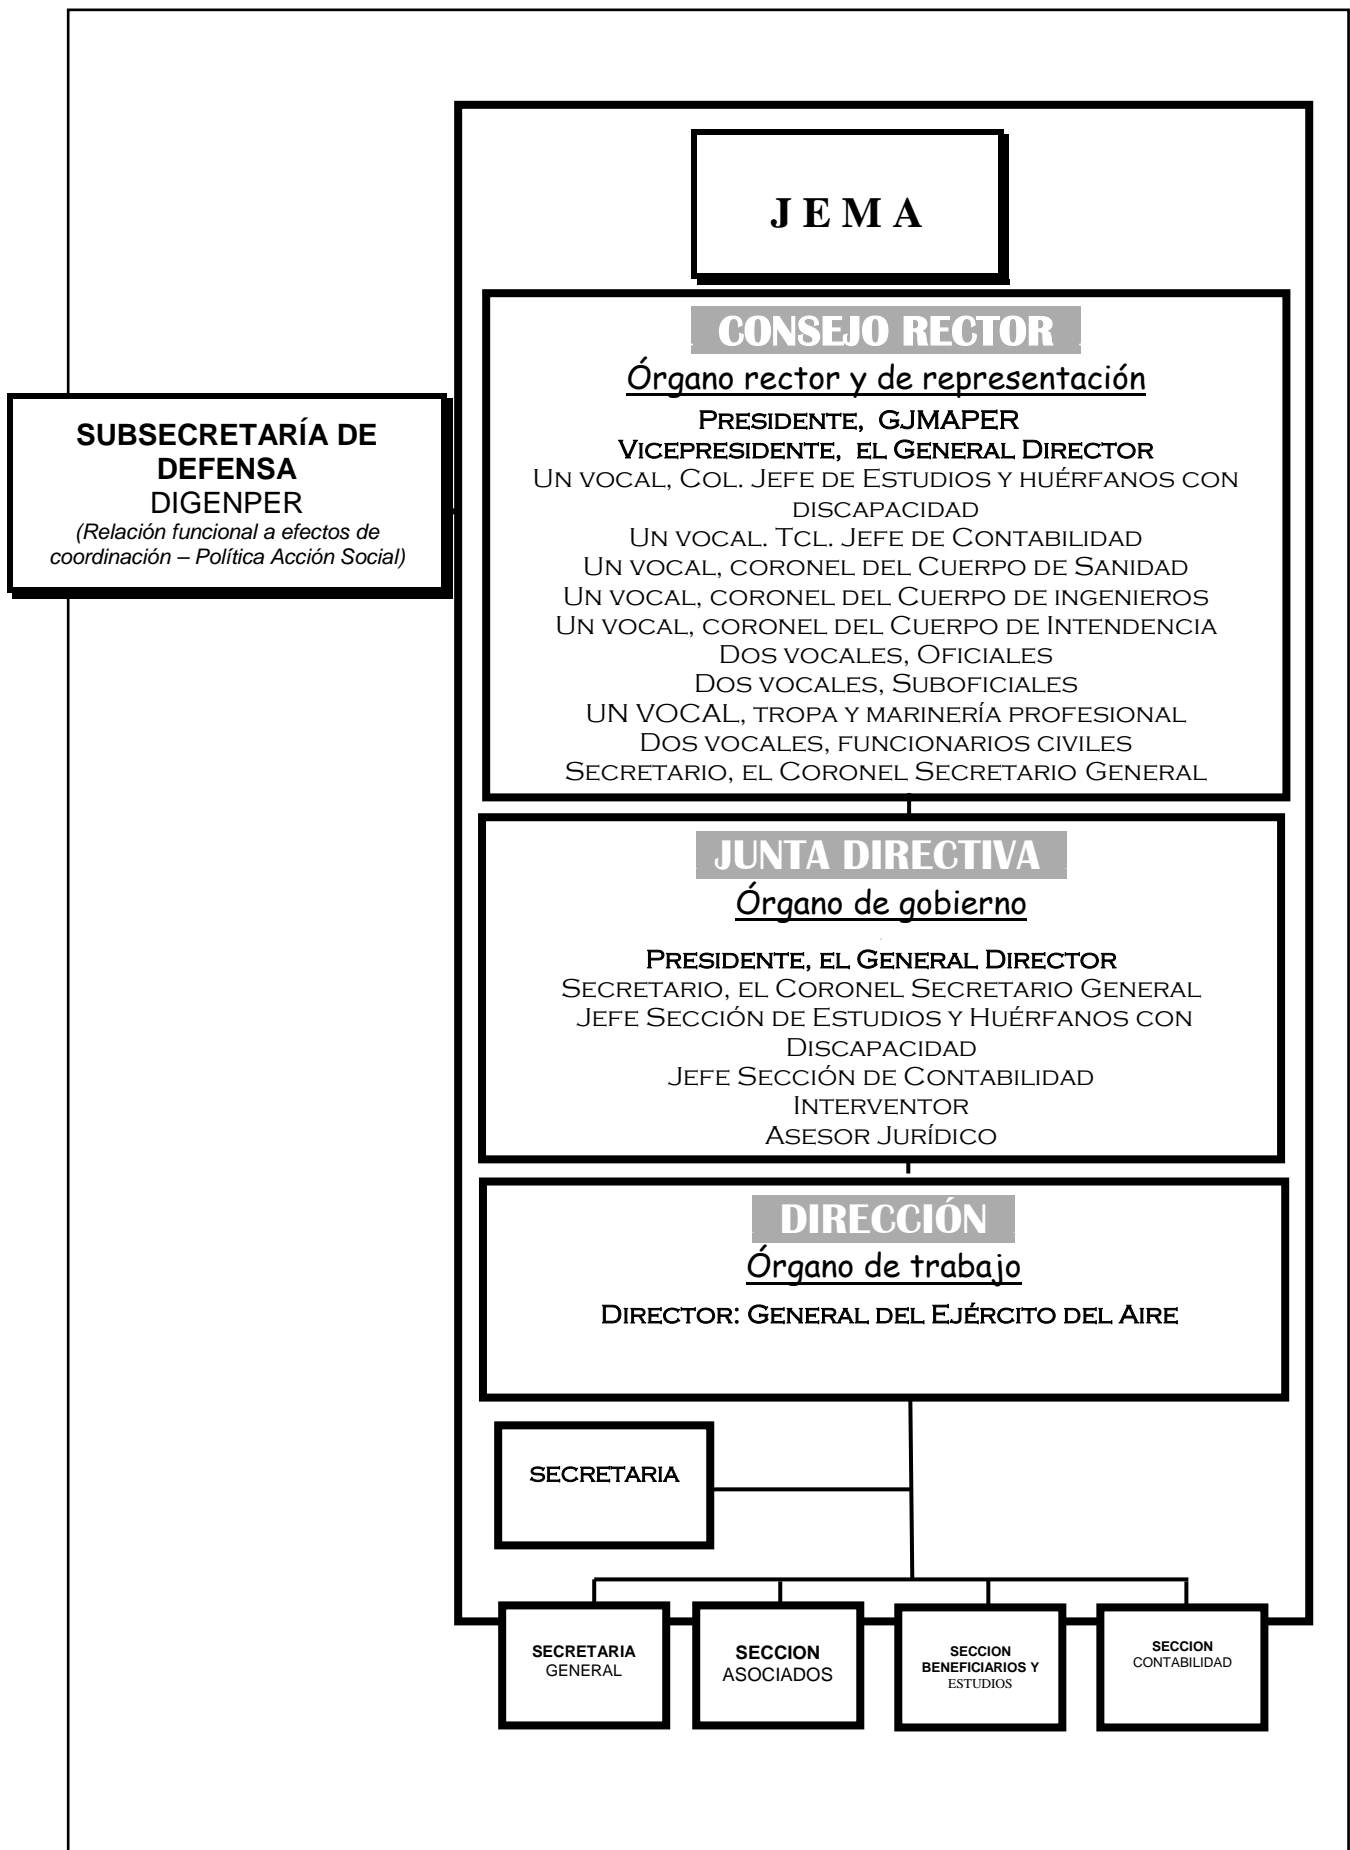 J E M A
CONSEJO RECTOR
Órgano rector y de representación
PRESIDENTE, GJMAPER
VICEPRESIDENTE, EL GENERAL DIRECTOR
UN VOCAL, COL. JEFE DE ESTUDIOS Y HUÉRFANOS CON
DISCAPACIDAD
UN VOCAL. TCL. JEFE DE CONTABILIDAD
UN VOCAL, CORONEL DEL CUERPO DE SANIDAD
UN VOCAL, CORONEL DEL CUERPO DE INGENIEROS
UN VOCAL, CORONEL DEL CUERPO DE INTENDENCIA
DOS VOCALES, OFICIALES
DOS VOCALES, SUBOFICIALES
UN VOCAL, TROPA Y MARINERÍA PROFESIONAL
DOS VOCALES, FUNCIONARIOS CIVILES
SECRETARIO, EL CORONEL SECRETARIO GENERAL
SUBSECRETARÍA DE
DEFENSA
DIGENPER
(Relación funcional a efectos de
coordinación – Política Acción Social)
JUNTA DIRECTIVA
Órgano de gobierno
PRESIDENTE, EL GENERAL DIRECTOR
SECRETARIO, EL CORONEL SECRETARIO GENERAL
JEFE SECCIÓN DE ESTUDIOS Y HUÉRFANOS CON
DISCAPACIDAD
JEFE SECCIÓN DE CONTABILIDAD
INTERVENTOR
ASESOR JURÍDICO
DIRECCIÓN
Órgano de trabajo
DIRECTOR: GENERAL DEL EJÉRCITO DEL AIRE
SECRETARIA
SECRETARIA
GENERAL
SECCION
ASOCIADOS
SECCION
BENEFICIARIOS Y
ESTUDIOS
SECCION
CONTABILIDAD